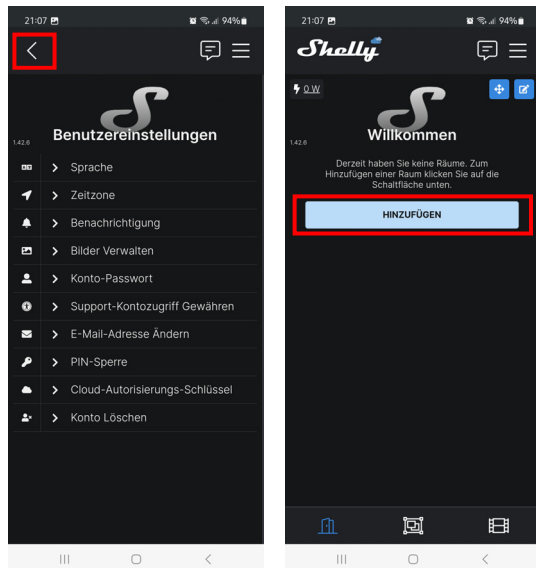 21:07
94%
Benutzereinstellungen
1.42.6
Sprache
Zeitzone
Benachrichtigung
Bilder Verwalten
Konto-Passwort
Support-Kontozugriff Gewähren
E-Mail-Adresse Ändern
PIN-Sperre
Cloud-Autorisierungs-Schlüssel
Konto Löschen
21:07
94%
Shelly
0 W
Willkommen
1.42.6
Derzeit haben Sie keine Räume. Zum
Hinzufügen einer Raum klicken Sie auf die
Schaltfläche unten.
HINZUFÜGEN